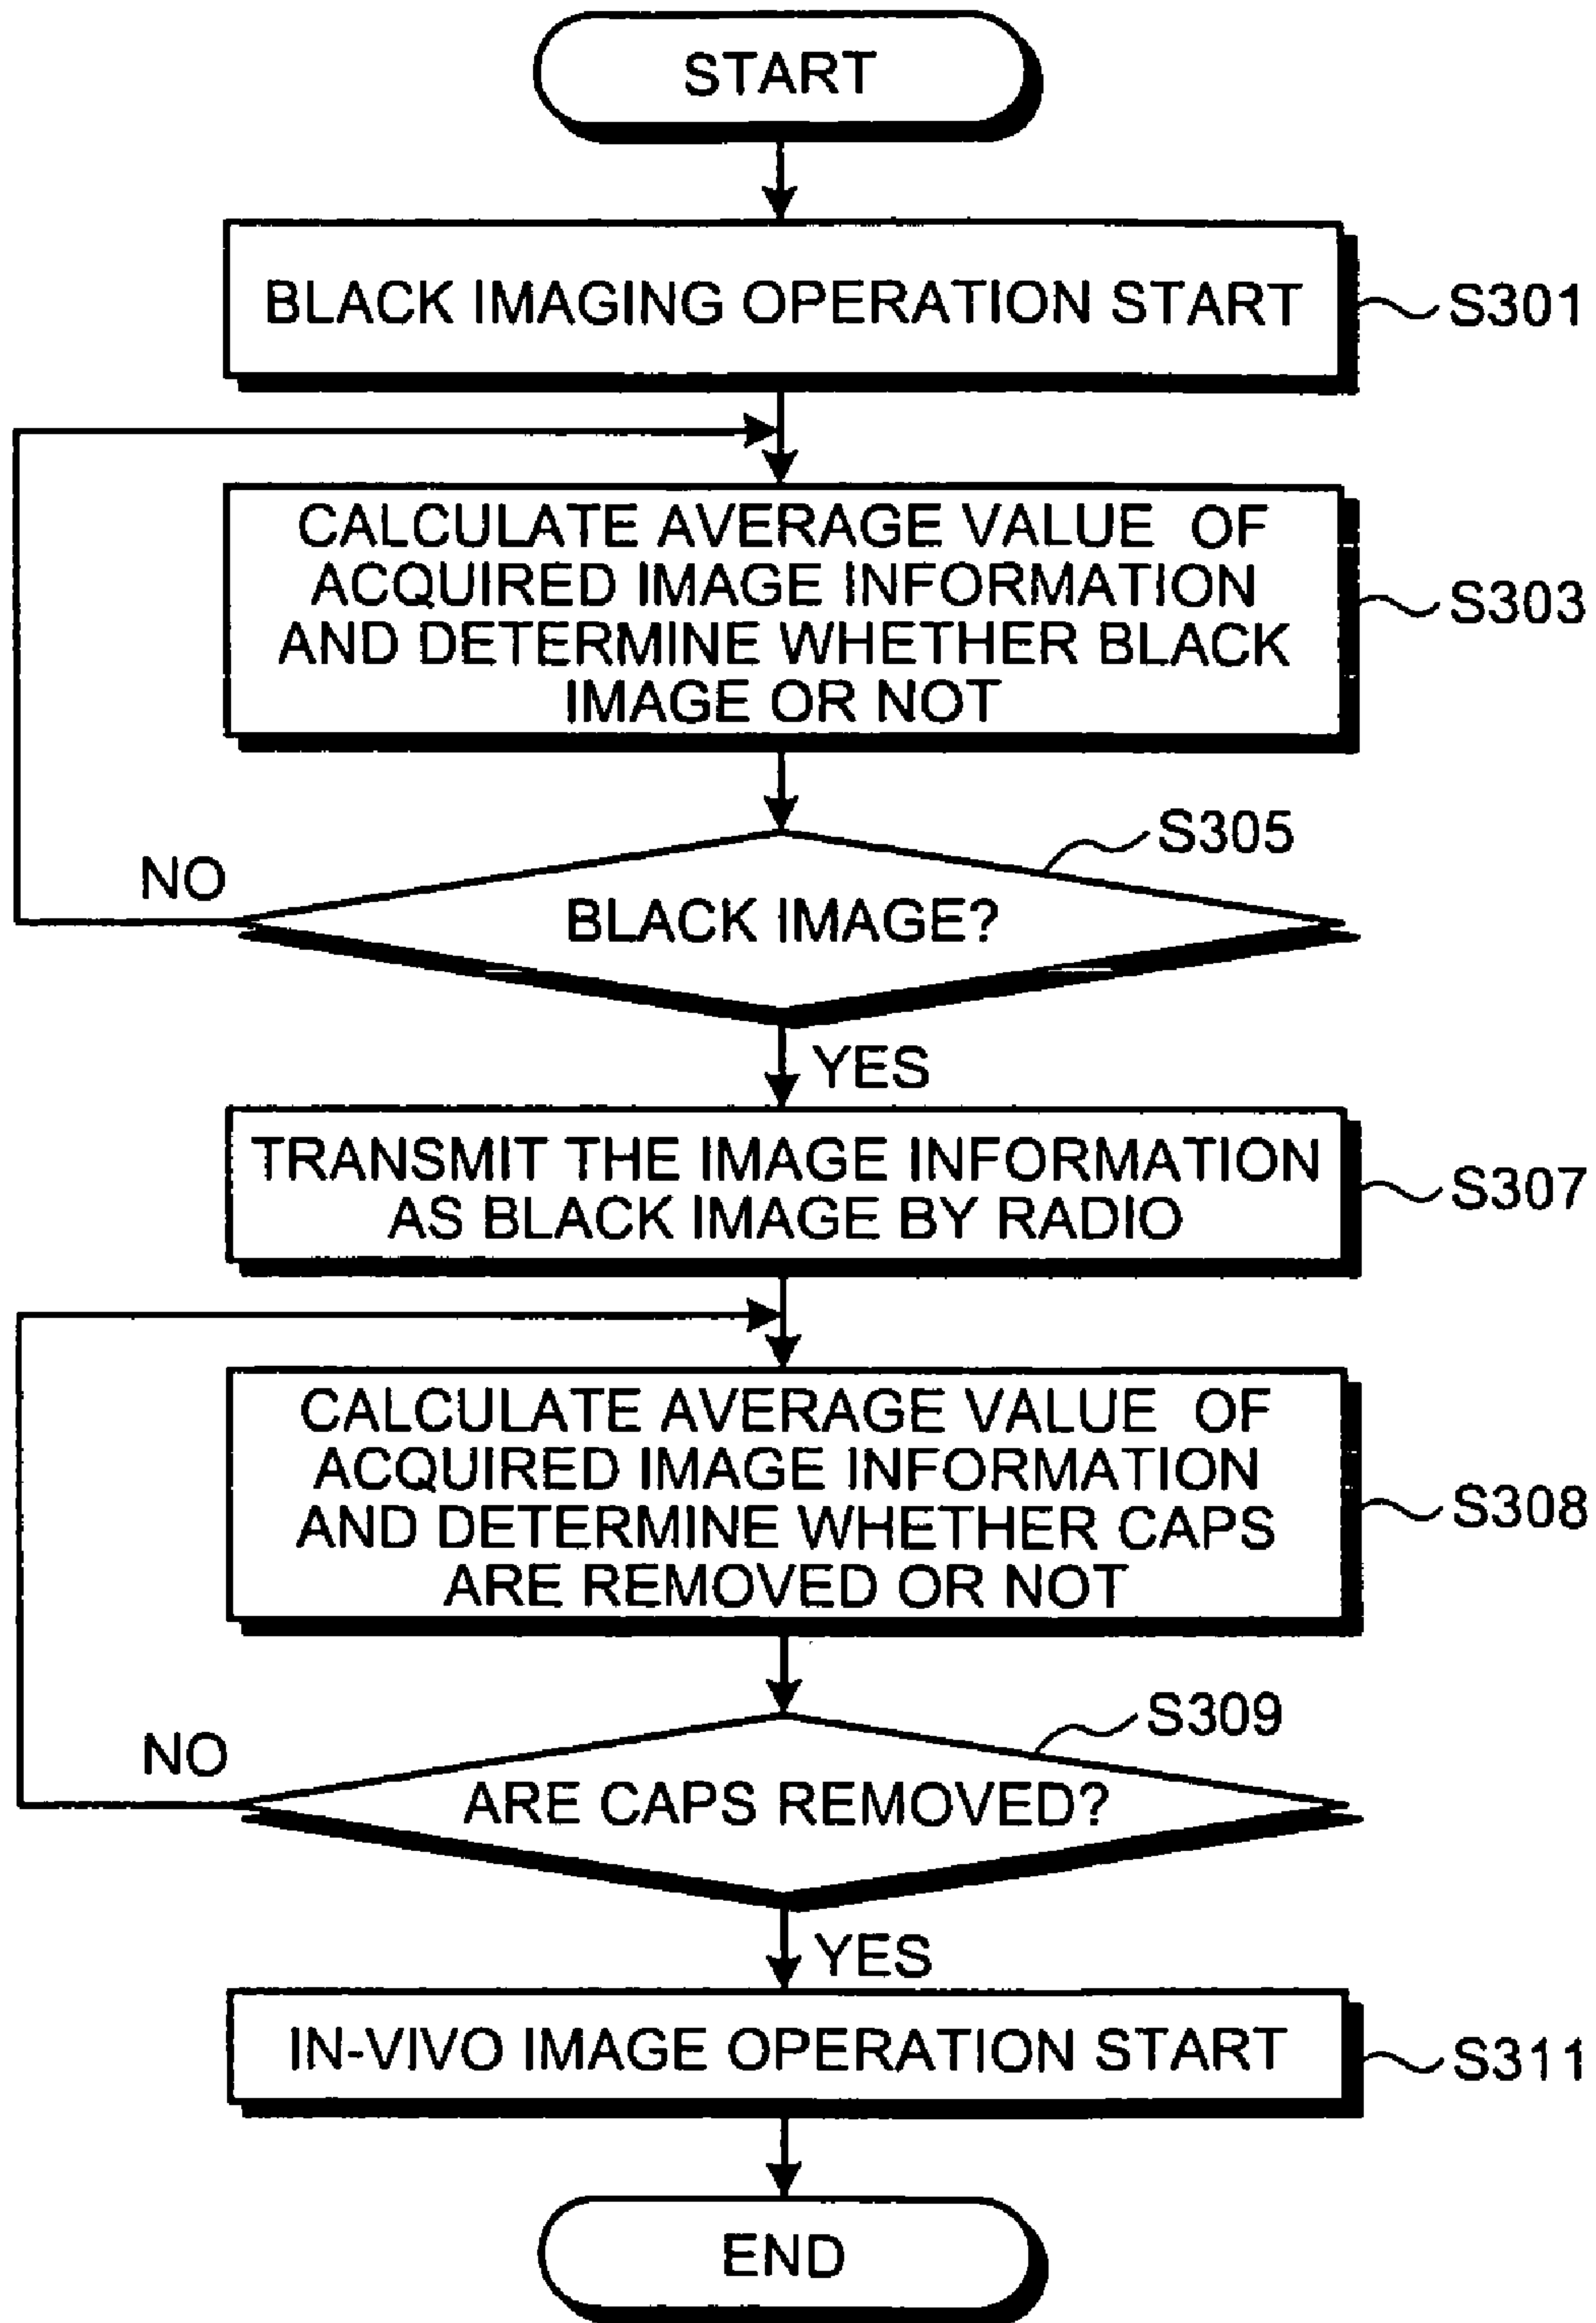 START
BLACK IMAGING OPERATION START
S301
CALCULATE AVERAGE VALUE OF
ACQUIRED IMAGE INFORMATION
AND DETERMINE WHETHER BLACK
IMAGE OR NOT
S303
S305
NO
BLACK IMAGE?
YES
TRANSMIT THE IMAGE INFORMATION
AS BLACK IMAGE BY RADIO
S307
CALCULATE AVERAGE VALUE OF
ACQUIRED IMAGE INFORMATION
AND DETERMINE WHETHER CAPS
ARE REMOVED OR NOT
S308
S309
NO
ARE CAPS REMOVED?
YES
IN-VIVO IMAGE OPERATION START
S311
END